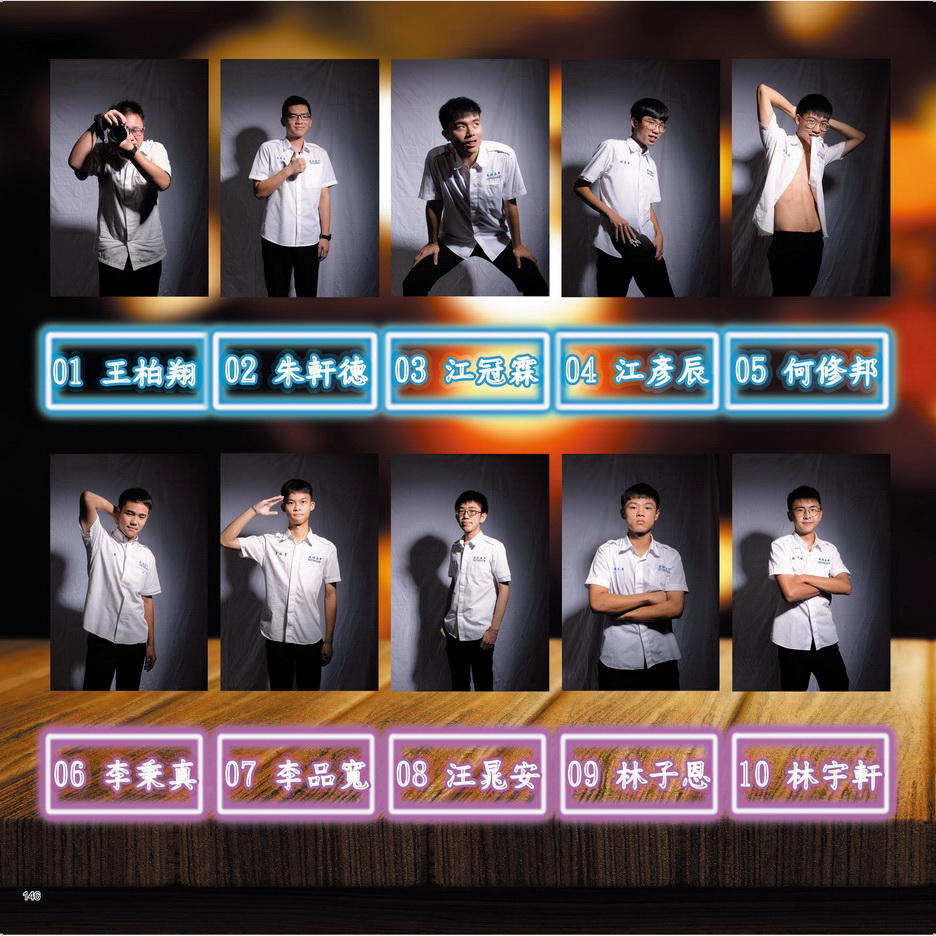 01 王柏翔
02 朱軒德
03 江冠霖
04 江彥辰
05 何修邦
06 李秉真
07 李品寬
08 汪晁安
09 林子恩
10 林宇軒
146